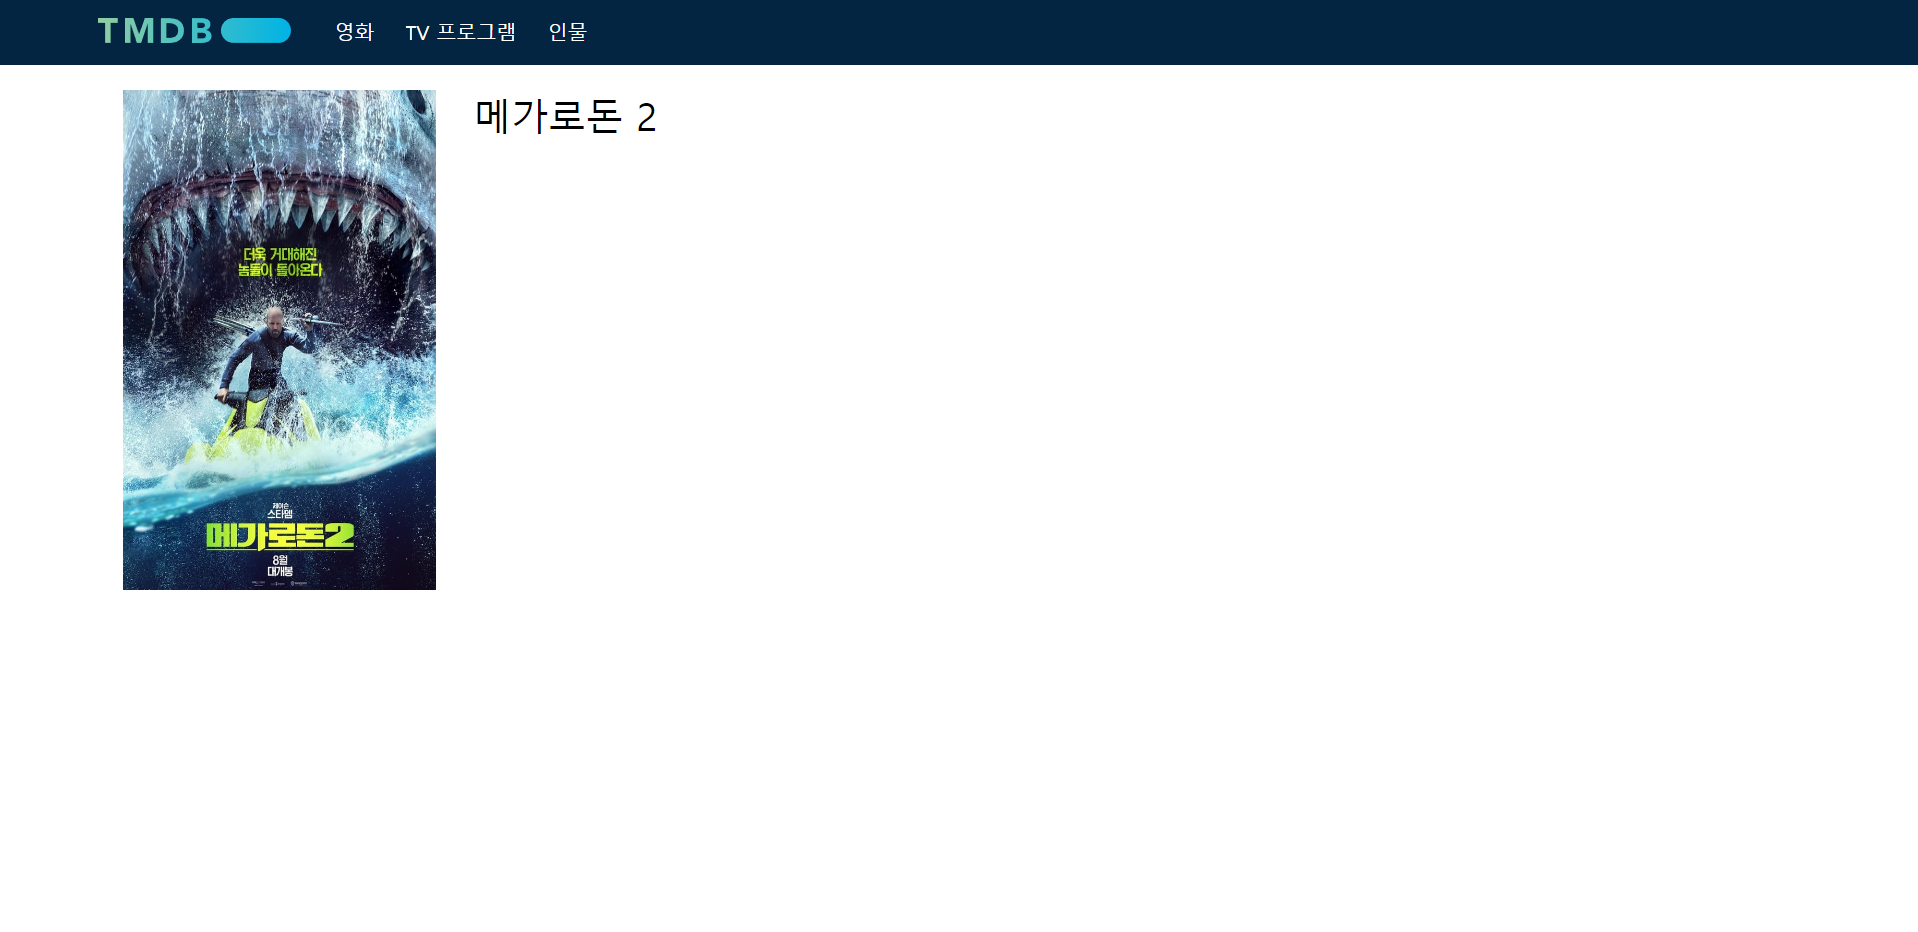 TMDB
영화 TV 프로그램 인물
메가로돈 2
더욱 거대해진
놈들이 돌아온다
제이슨
스타뎀
메가로돈2
8월
대개봉